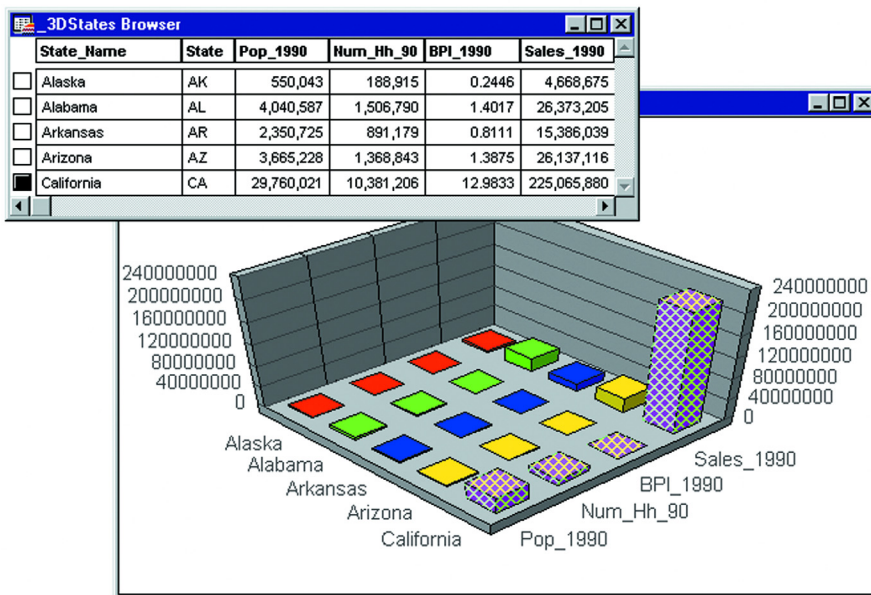 _3DStates Browser
State_Name State Pop_1990 Num_Hh_90 BPI_1990 Sales_1990
Alaska AK 550,043 188,915 0.2446 4,668,675
Alabama AL 4,040,587 1,506,790 1.4017 26,373,205
Arkansas AR 2,350,725 891,179 0.8111 15,386,039
Arizona AZ 3,665,228 1,368,843 1.3875 26,137,116
California CA 29,760,021 10,381,206 12.9833 225,065,880
240000000
200000000
160000000
120000000
80000000
40000000
0
240000000
200000000
160000000
120000000
80000000
40000000
0
Alaska
Alabama
Arkansas
Arizona
California
Sales_1990
BPI_1990
Num_Hh_90
Pop_1990